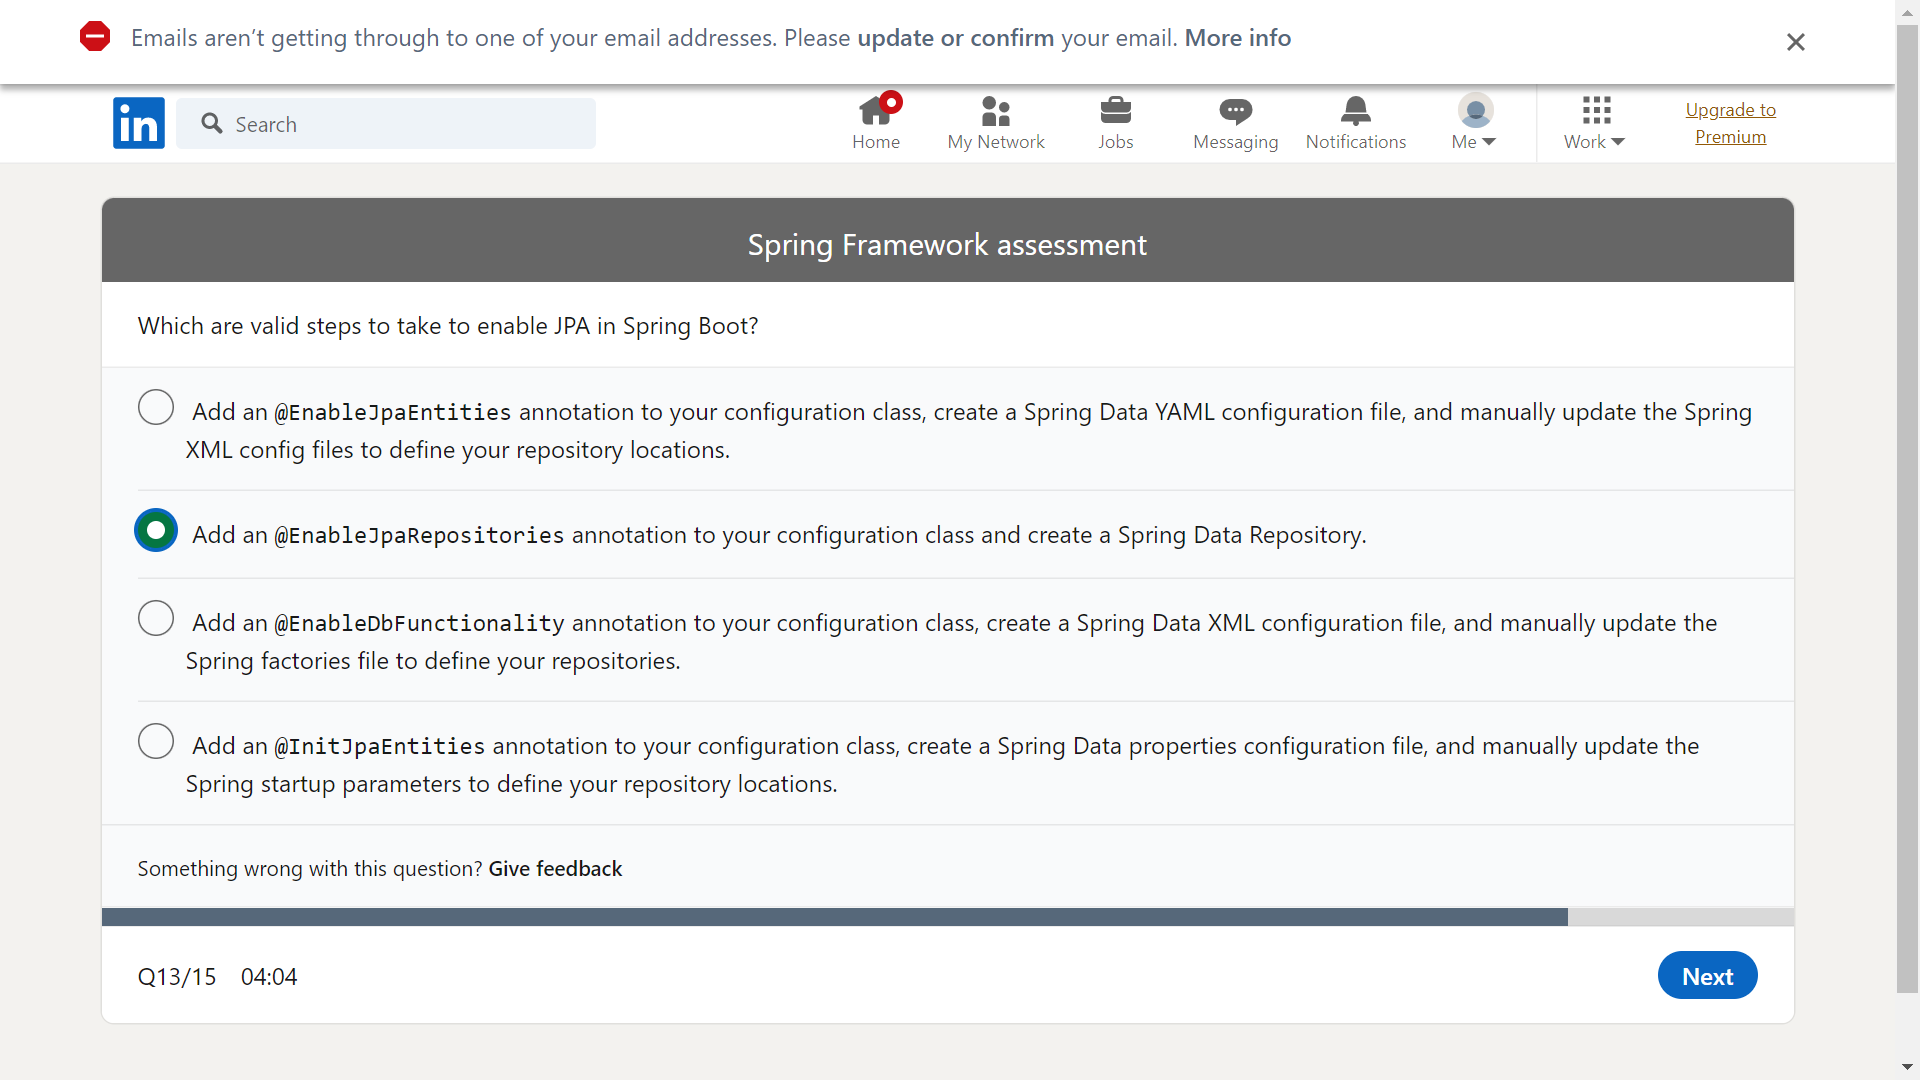 Emails aren’t getting through to one of your email addresses. Please update or confirm your email. More info
in
Search
Home
My Network
Jobs
Messaging
Notifications
Me
Work
Upgrade to
Premium
Spring Framework assessment
Which are valid steps to take to enable JPA in Spring Boot?
Add an @EnableJpaEntities annotation to your configuration class, create a Spring Data YAML configuration file, and manually update the Spring
XML config files to define your repository locations.
Add an @EnableJpaRepositories annotation to your configuration class and create a Spring Data Repository.
Add an @EnableDbFunctionality annotation to your configuration class, create a Spring Data XML configuration file, and manually update the
Spring factories file to define your repositories.
Add an @InitJpaEntities annotation to your configuration class, create a Spring Data properties configuration file, and manually update the
Spring startup parameters to define your repository locations.
Something wrong with this question? Give feedback
Q13/15 04:04
Next